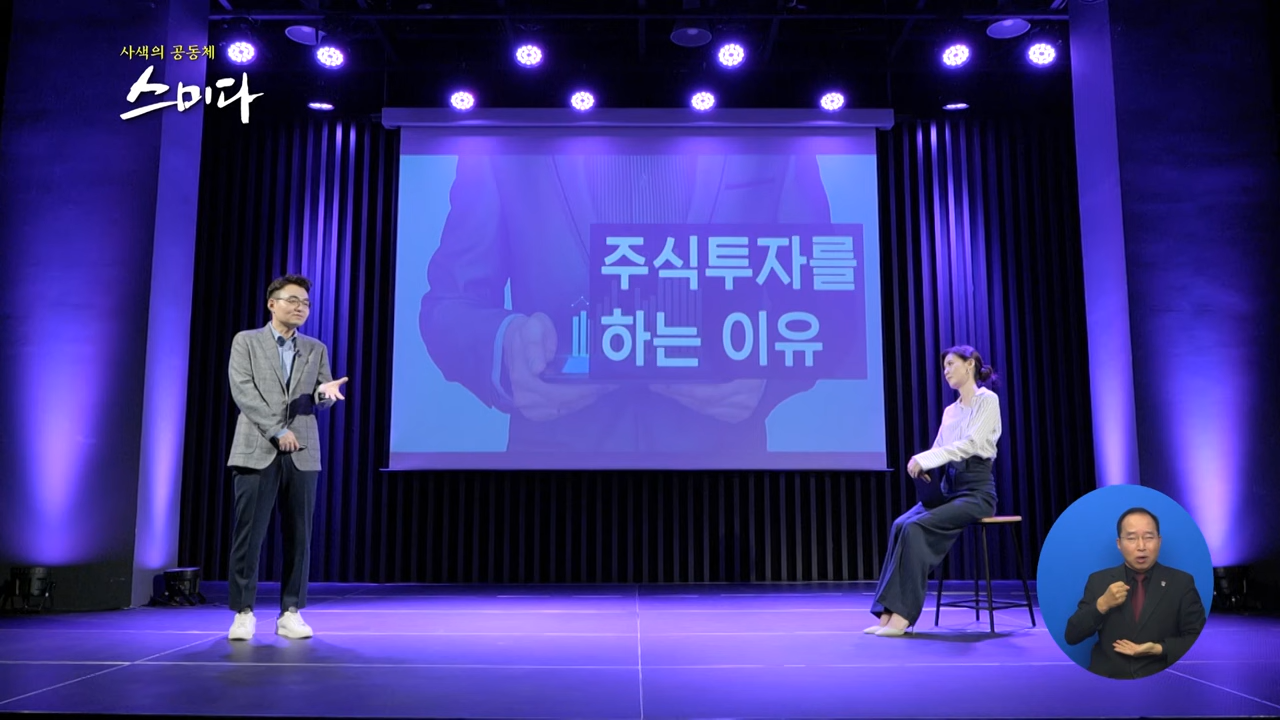 사색의 공동체
스미다
주식투자를
하는 이유